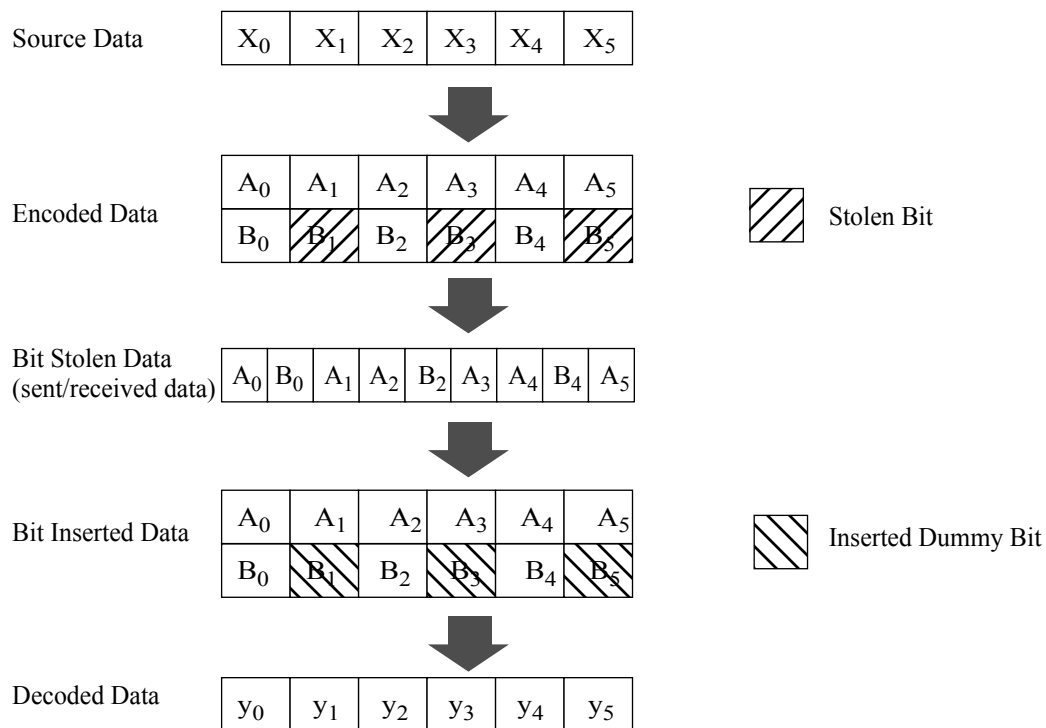 Source Data
X0 X1 X2 X3 X4 X5
Encoded Data
A0 A1 A2 A3 A4 A5
B0 B1 B2 B3 B4 B5
Stolen Bit
Bit Stolen Data
(sent/received data)
A0 B0 A1 A2 B2 A3 A4 B4 A5
Bit Inserted Data
A0 A1 A2 A3 A4 A5
B0 B1 B2 B3 B4 B5
Inserted Dummy Bit
Decoded Data
y0 y1 y2 y3 y4 y5